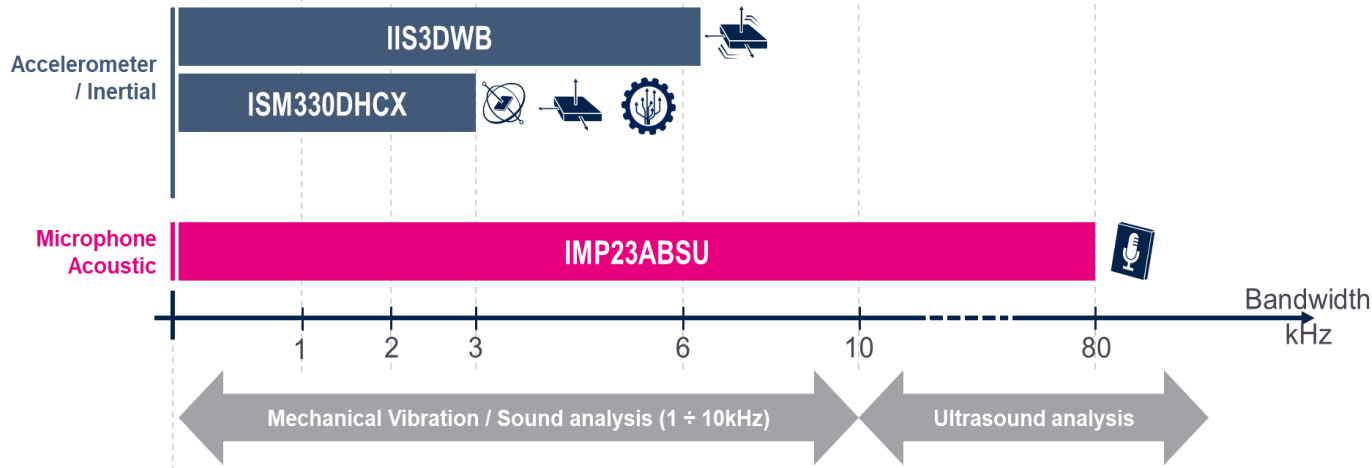 IIS3DWB
Accelerometer
/ Inertial
ISM330DHCX
Microphone
Acoustic
IMP23ABSU
Bandwidth
kHz
1
2
3
6
10
80
Mechanical Vibration / Sound analysis (1 ÷ 10kHz)
Ultrasound analysis